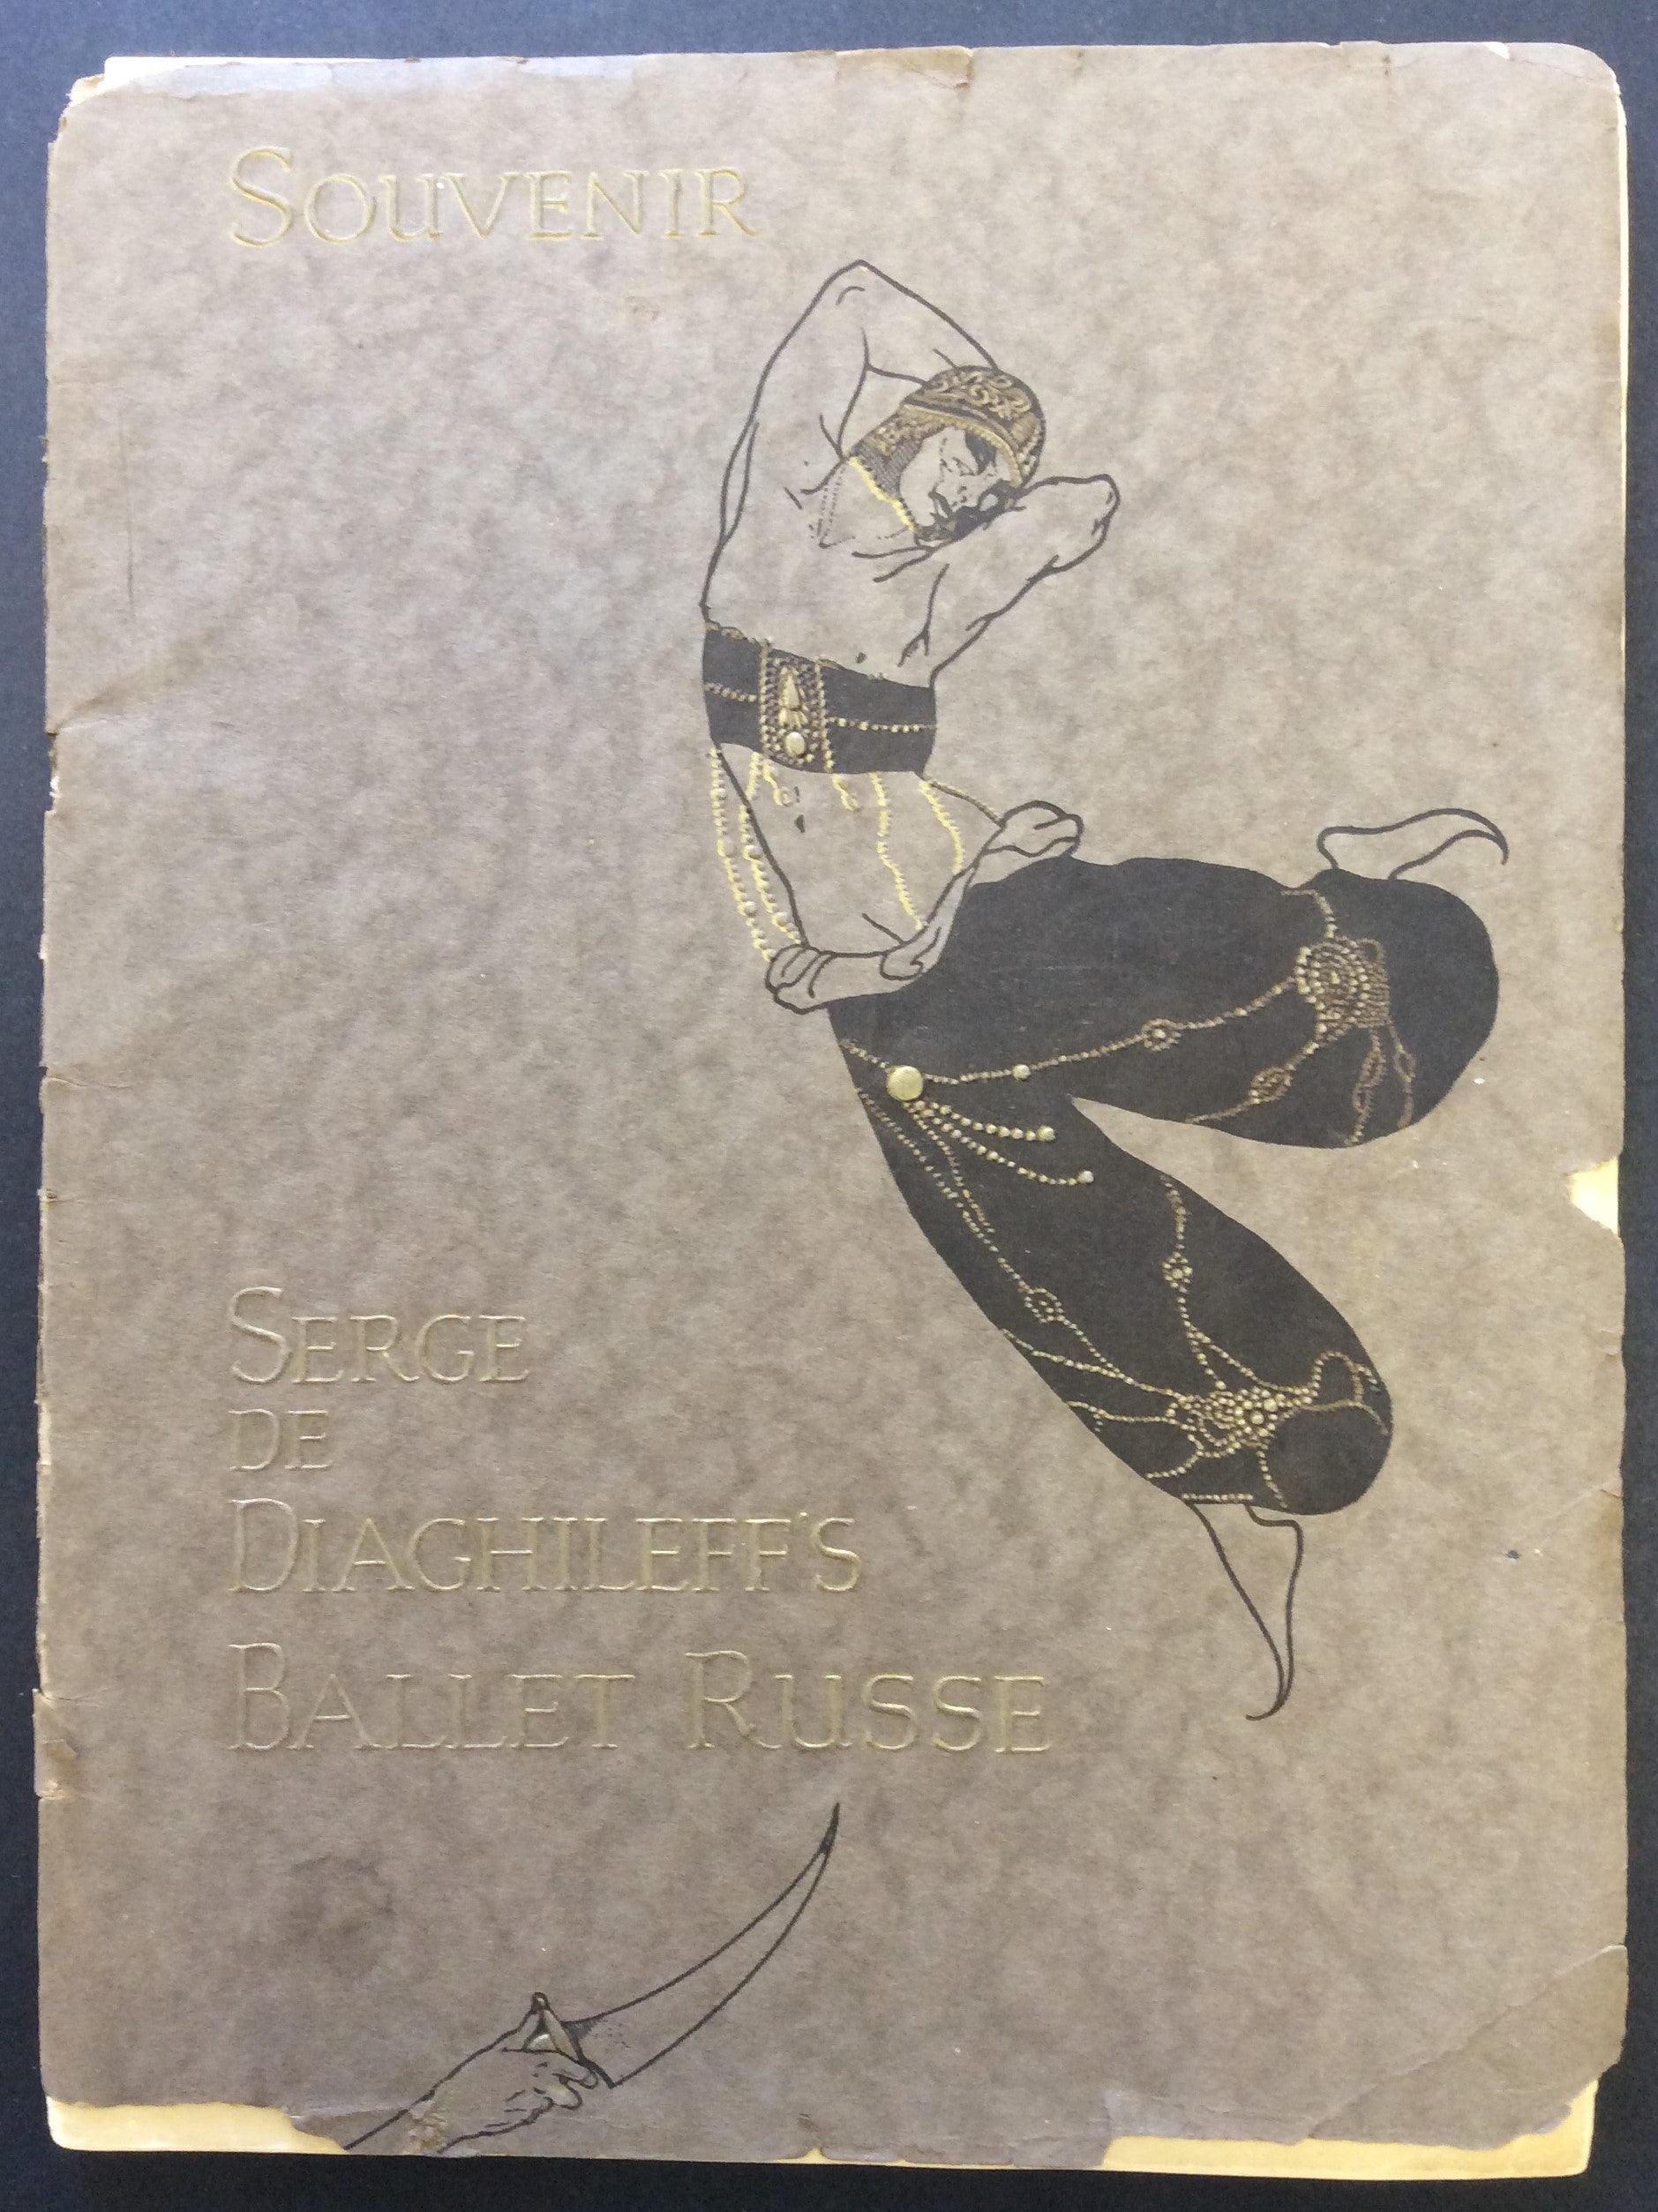 SOUVENIR
SERGE
DE
DIAGHILEFF'S
BALLET RUSSE